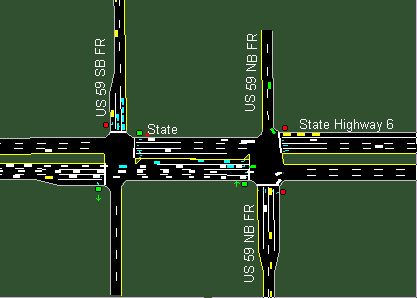 US 59 SB FR
US 59 NB FR
State
State Highway 6
US 59 NB FR